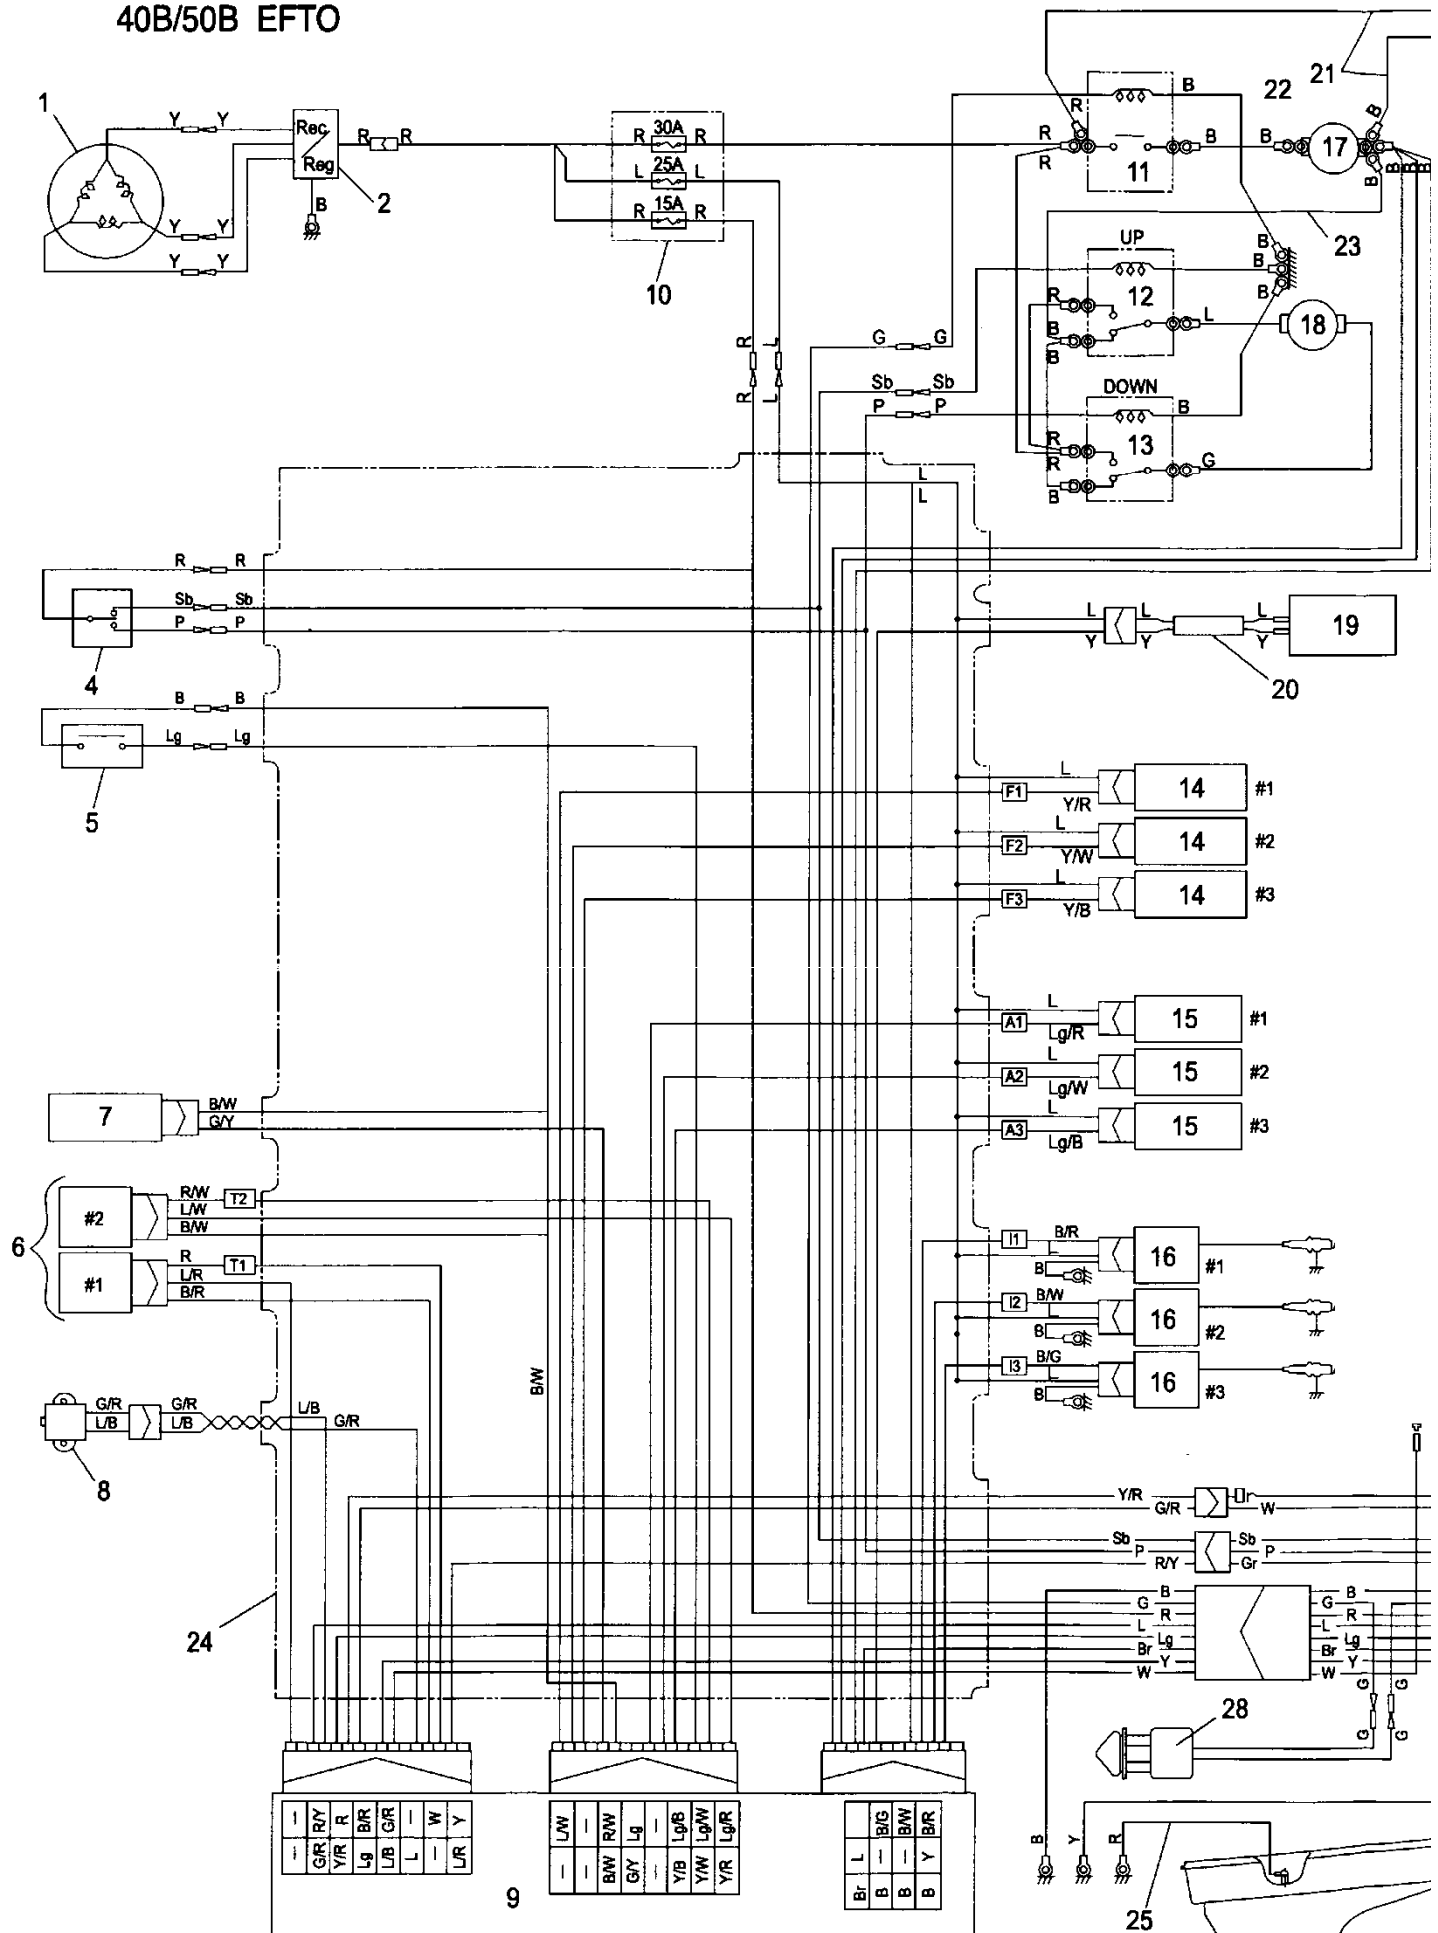 40B/50B EFTO
1
Y Y
Rec
Reg
R R
B
2
Y Y
Y Y
30A
R R
25A
L L
15A
R R
10
R
R
R
B
11
B
B
22
21
17
B
B
B B B
23
UP
12
R
B
B
L
18
B
B
B
G G
Sb Sb
P P
DOWN
13
B
R
R
B
G
R L
R L
L
L
R R
Sb Sb
P P
4
B B
Lg Lg
5
L L L
Y Y Y
19
20
F1
L
Y/R
14
#1
F2
L
Y/W
14
#2
F3
L
Y/B
14
#3
A1
L
Lg/R
15
#1
A2
L
Lg/W
15
#2
A3
L
Lg/B
15
#3
7
B/W
G/Y
6
#2
R/W
L/W
B/W
T2
#1
R
L/R
B/R
T1
I1
B/R
L
B
16
#1
I2
B/W
L
B
16
#2
I3
B/G
L
B
16
#3
B/W
G/R G/R
L/B L/B
L/B
G/R
8
Y/R
G/R W
Sb Sb
P P
R/Y Gr
B B
G G
R R
L L
Lg Lg
Br Br
Y Y
W W
24
G G
G G
28
— R/Y R B/R G/R — W Y
— G/R Y/R Lg L/B L — L/R
L/W — R/W Lg — Lg/B Lg/W Lg/R
— — B/W G/Y — Y/B Y/W Y/R
B/G B/W B/R
L — — Y
Br B B B
9
B Y R
25